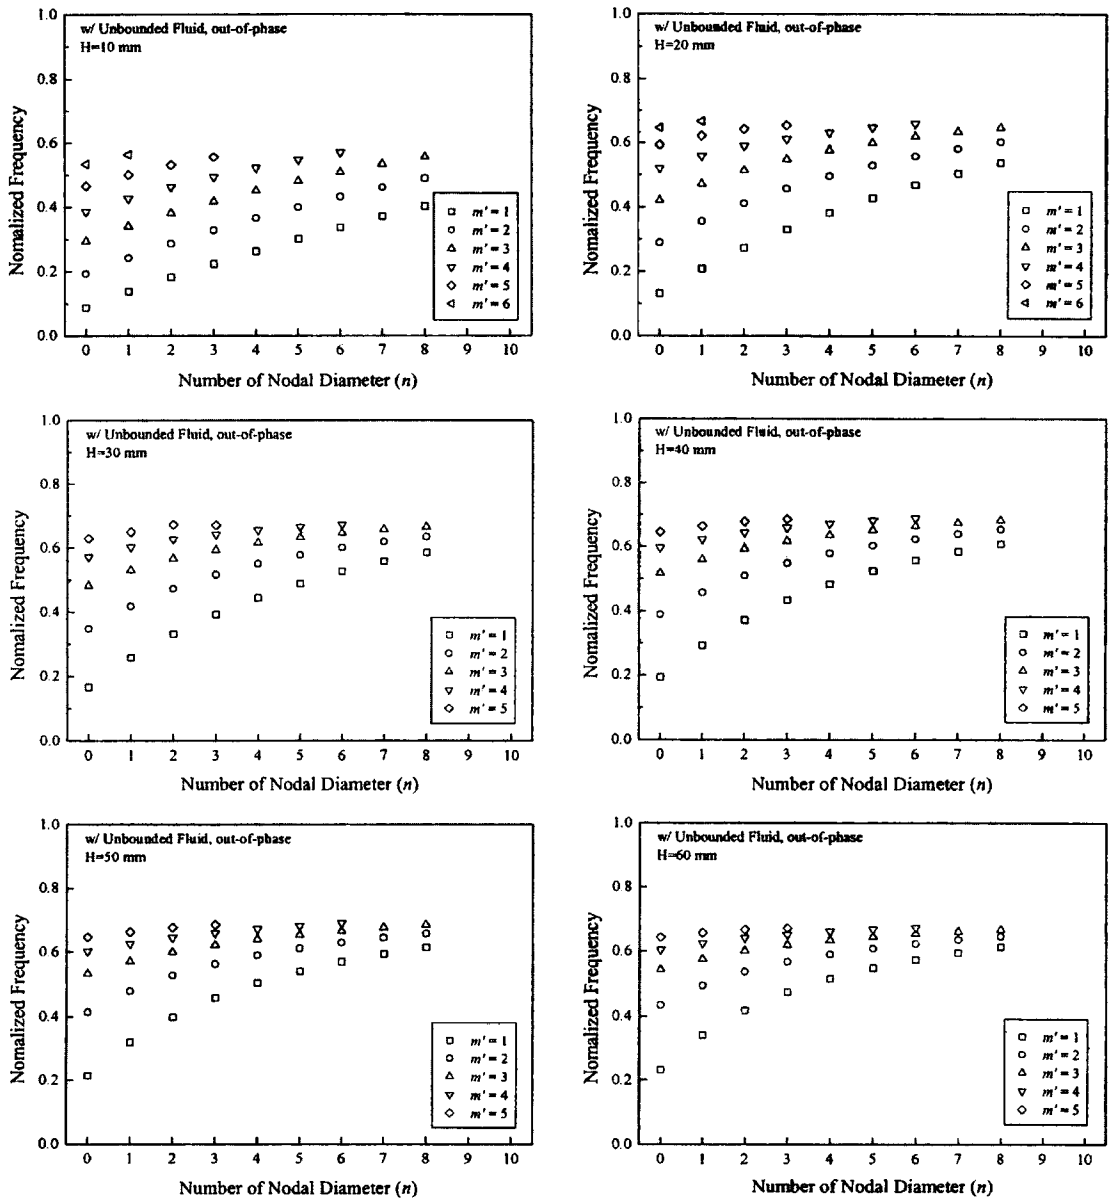 w/ Unbounded Fluid, out-of-phase
H=10 mm
Nomalized Frequency
1.0
0.8
0.6
0.4
0.2
0.0
0 1 2 3 4 5 6 7 8 9 10
Number of Nodal Diameter (n)
m' = 1
m' = 2
m' = 3
m' = 4
m' = 5
m' = 6
w/ Unbounded Fluid, out-of-phase
H=20 mm
Nomalized Frequency
1.0
0.8
0.6
0.4
0.2
0.0
0 1 2 3 4 5 6 7 8 9 10
Number of Nodal Diameter (n)
m' = 1
m' = 2
m' = 3
m' = 4
m' = 5
m' = 6
w/ Unbounded Fluid, out-of-phase
H=30 mm
Nomalized Frequency
1.0
0.8
0.6
0.4
0.2
0.0
0 1 2 3 4 5 6 7 8 9 10
Number of Nodal Diameter (n)
m' = 1
m' = 2
m' = 3
m' = 4
m' = 5
w/ Unbounded Fluid, out-of-phase
H=40 mm
Nomalized Frequency
1.0
0.8
0.6
0.4
0.2
0.0
0 1 2 3 4 5 6 7 8 9 10
Number of Nodal Diameter (n)
m' = 1
m' = 2
m' = 3
m' = 4
m' = 5
w/ Unbounded Fluid, out-of-phase
H=50 mm
Nomalized Frequency
1.0
0.8
0.6
0.4
0.2
0.0
0 1 2 3 4 5 6 7 8 9 10
Number of Nodal Diameter (n)
m' = 1
m' = 2
m' = 3
m' = 4
m' = 5
w/ Unbounded Fluid, out-of-phase
H=60 mm
Nomalized Frequency
1.0
0.8
0.6
0.4
0.2
0.0
0 1 2 3 4 5 6 7 8 9 10
Number of Nodal Diameter (n)
m' = 1
m' = 2
m' = 3
m' = 4
m' = 5